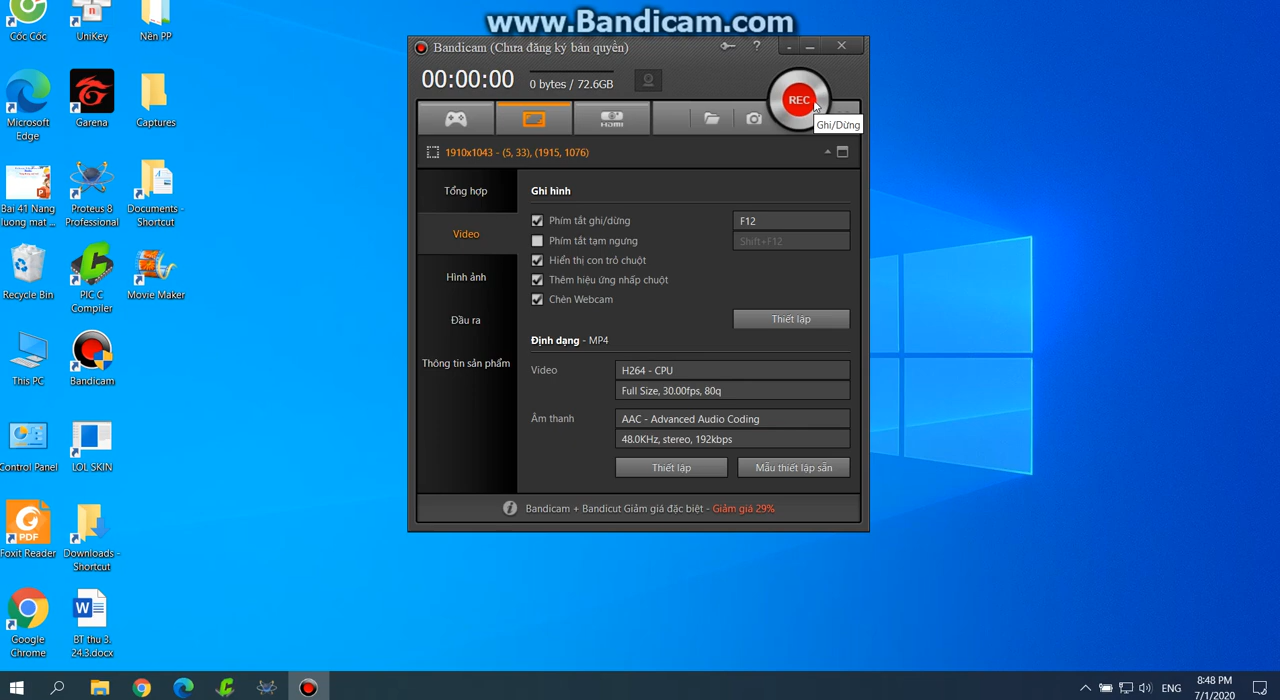 www.Bandicam.com
Cốc Cốc
UniKey
Nền PP
Microsoft
Edge
Garena
Captures
Bai 41 Nang
luong mat ...
Proteus 8
Professional
Documents -
Shortcut
Recycle Bin
PIC C
Compiler
Movie Maker
This PC
Bandicam
Control Panel
LOL SKIN
PDF
Foxit Reader
Downloads -
Shortcut
Google
Chrome
BT thu 3.
24.3.docx
Bandicam (Chưa đăng ký bản quyền)
00:00:00
0 bytes / 72.6GB
REC
Ghi/Dừng
HDMI
1910x1043 - (5, 33), (1915, 1076)
Tổng hợp
Video
Hình ảnh
Đầu ra
Thông tin sản phẩm
Ghi hình
Phím tắt ghi/dừng
F12
Phím tắt tạm ngưng
Shift+F12
Hiển thị con trỏ chuột
Thêm hiệu ứng nhấp chuột
Chèn Webcam
Thiết lập
Định dạng - MP4
Video
H264 - CPU
Full Size, 30.00fps, 80q
Âm thanh
AAC - Advanced Audio Coding
48.0KHz, stereo, 192kbps
Thiết lập
Mẫu thiết lập sẵn
Bandicam + Bandicut Giảm giá đặc biệt - Giảm giá 29%
ENG
8:48 PM
7/1/2020